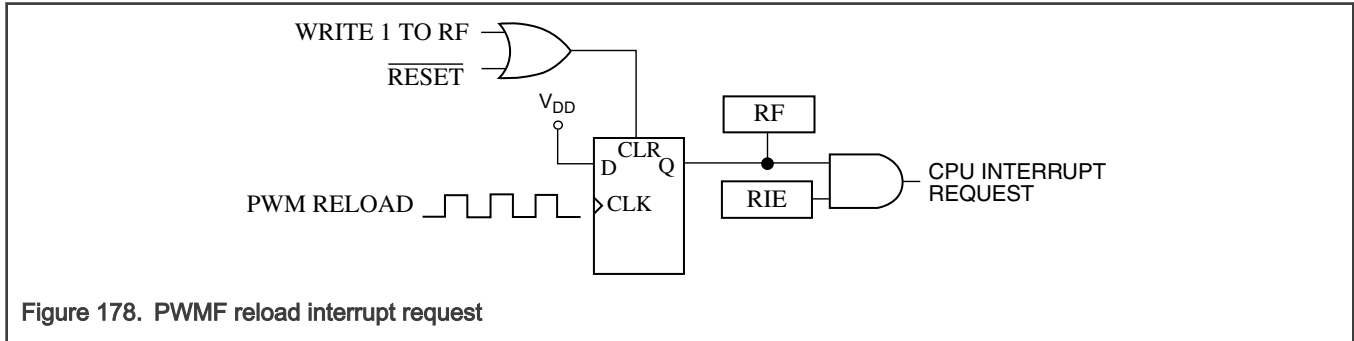 WRITE 1 TO RF
RESET
V_DD
RF
CLR
D
Q
CPU INTERRUPT
REQUEST
RIE
PWM RELOAD
CLK
Figure 178. PWMF reload interrupt request